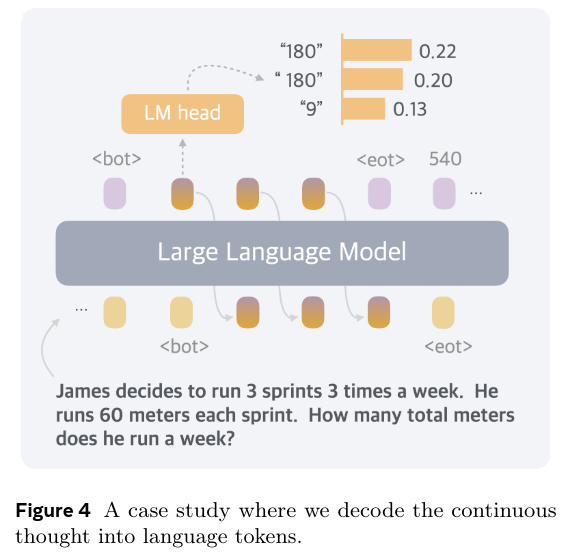 "180" 0.22
" 180" 0.20
"9" 0.13
LM head
<bot> <eot> 540
...
Large Language Model
...
<bot> <eot>
James decides to run 3 sprints 3 times a week. He
runs 60 meters each sprint. How many total meters
does he run a week?
Figure 4 A case study where we decode the continuous
thought into language tokens.